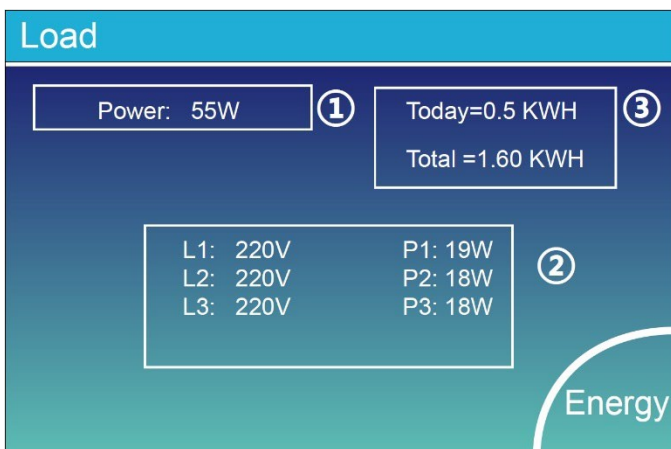 Load
Power: 55W ①
Today=0.5 KWH ③
Total =1.60 KWH
L1: 220V P1: 19W
L2: 220V P2: 18W ②
L3: 220V P3: 18W
Energy